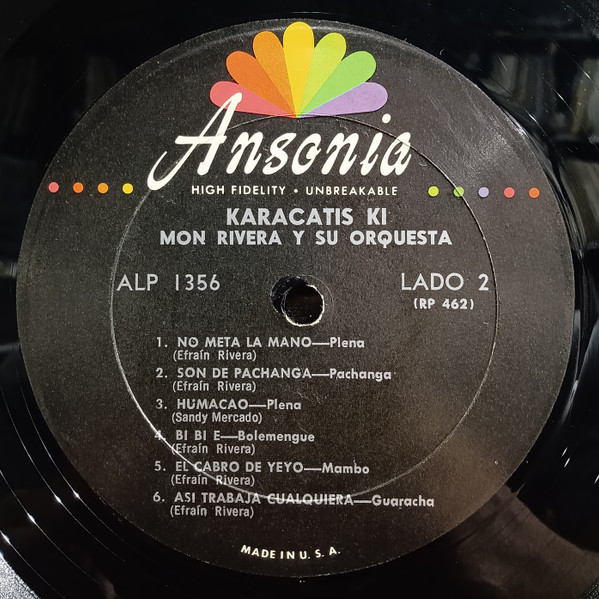 Ansonia
HIGH FIDELITY • UNBREAKABLE
KARACATIS KI
MON RIVERA Y SU ORQUESTA
ALP 1356
LADO 2
(RP 462)
1. NO META LA MANO—Plena
(Efraín Rivera)
2. SON DE PACHANGA—Pachanga
(Efraín Rivera)
3. HUMACAO—Plena
(Sandy Mercado)
4. BI BI E—Bolemengue
(Efraín Rivera)
5. EL CABRO DE YEYO—Mambo
(Efraín Rivera)
6. ASI TRABAJA CUALQUIERA—Guaracha
(Efraín Rivera)
MADE IN U. S. A.